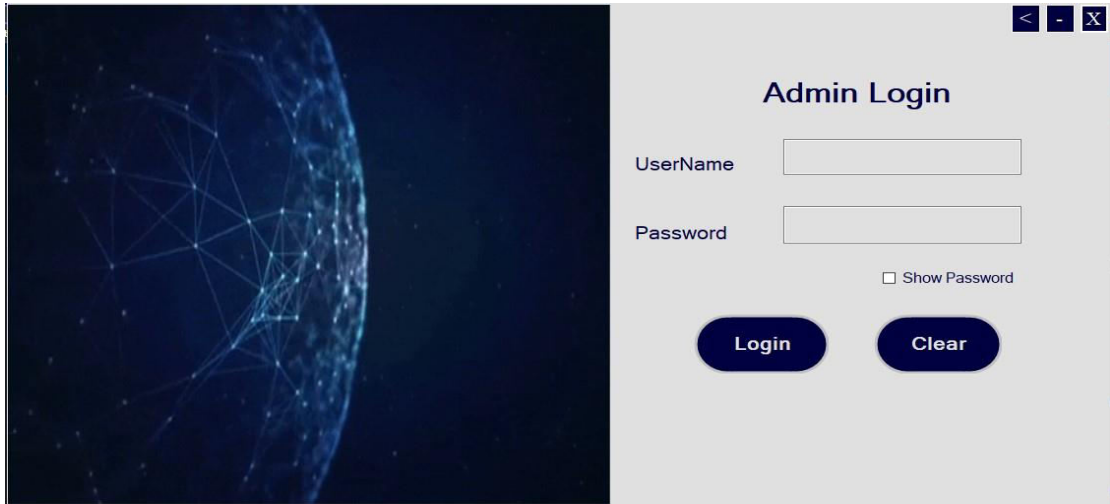 < - X
Admin Login
UserName
Password
Show Password
Login Clear